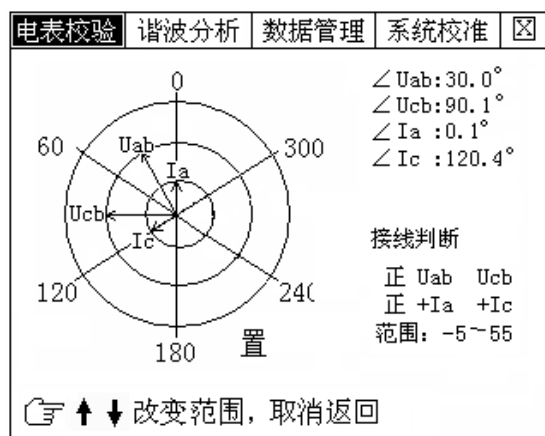 电表校验 谐波分析 数据管理 系统校准 ☒
0
60
300
Uab
Ia
Ucb
Ic
120
240
180
置
∠Uab:30.0°
∠Ucb:90.1°
∠Ia :0.1°
∠Ic :120.4°
接线判断
正 Uab Ucb
正 +Ia +Ic
范围: -5~55
☞ ↑ ↓ 改变范围, 取消返回